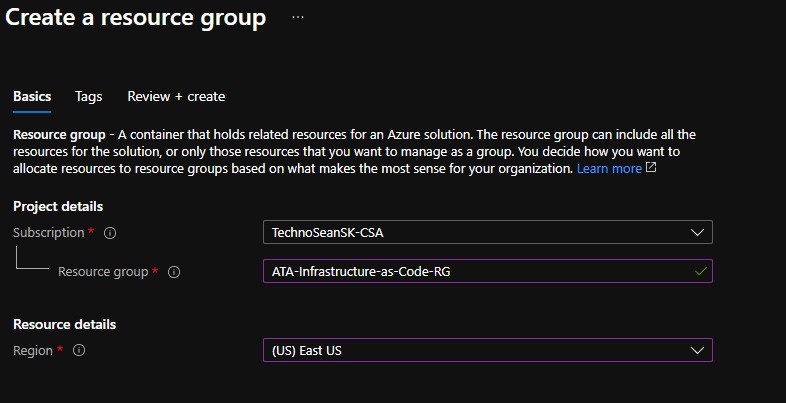 Create a resource group ...
Basics Tags Review + create
Resource group - A container that holds related resources for an Azure solution. The resource group can include all the
resources for the solution, or only those resources that you want to manage as a group. You decide how you want to
allocate resources to resource groups based on what makes the most sense for your organization. Learn more
Project details
Subscription * TechnoSeanSK-CSA
Resource group * ATA-Infrastructure-as-Code-RG
Resource details
Region * (US) East US